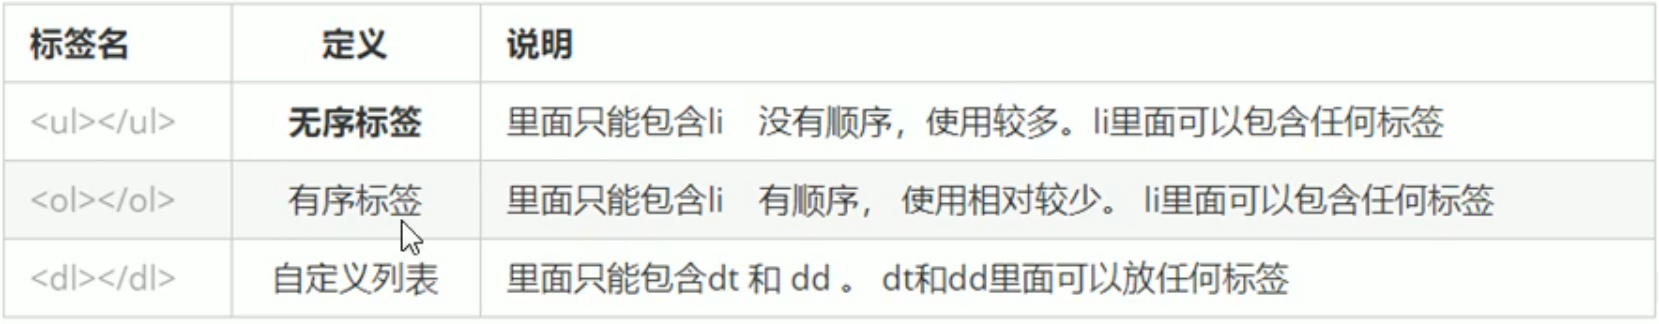 标签名 定义 说明
<ul></ul> 无序标签 里面只能包含li 没有顺序，使用较多。li里面可以包含任何标签
<ol></ol> 有序标签 里面只能包含li 有顺序， 使用相对较少。 li里面可以包含任何标签
<dl></dl> 自定义列表 里面只能包含dt 和 dd 。 dt和dd里面可以放任何标签